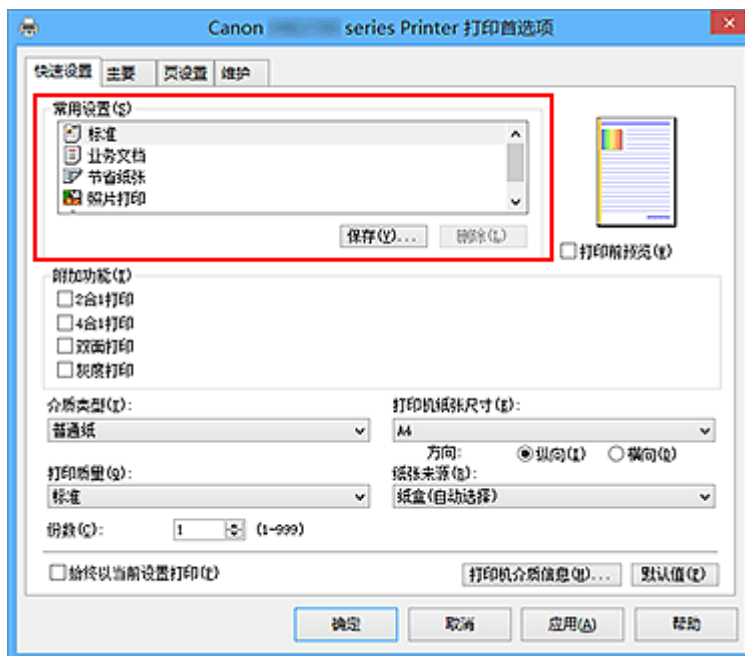 Canon series Printer 打印首选项
快速设置 主要 页设置 维护
常用设置(S)
标准
业务文档
节省纸张
照片打印
保存(V)... 删除(L)
打印前预览(W)
附加功能(I)
2合1打印
4合1打印
双面打印
灰度打印
介质类型(I): 打印机纸张尺寸(E):
普通纸 A4
方向: 纵向(I) 横向(Q)
打印质量(Q): 纸张来源(B):
标准 纸盒(自动选择)
份数(C): 1 (1-999)
始终以当前设置打印(P)
打印机介质信息(M)... 默认值(F)
确定 取消 应用(A) 帮助